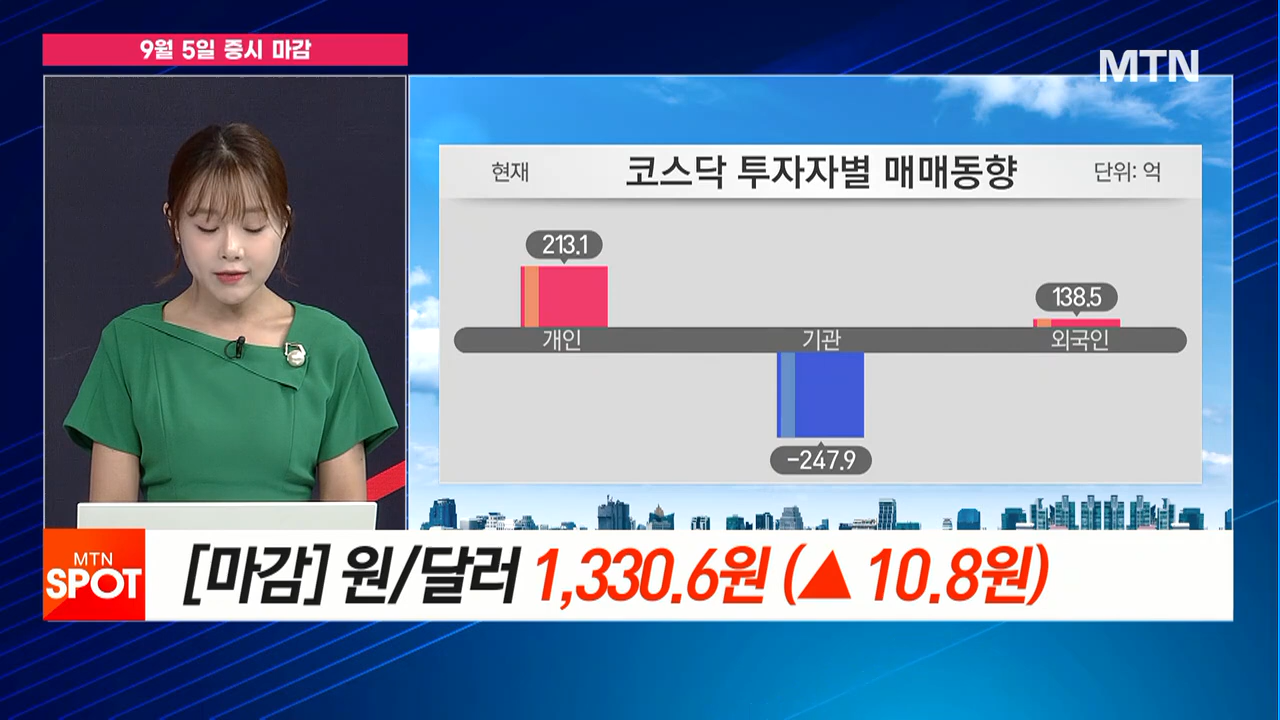 9월 5일 증시 마감
MTN
현재
코스닥 투자자별 매매동향
단위: 억
213.1
138.5
개인
기관
외국인
-247.9
MTN
SPOT
[마감] 원/달러 1,330.6원 (▲ 10.8원)